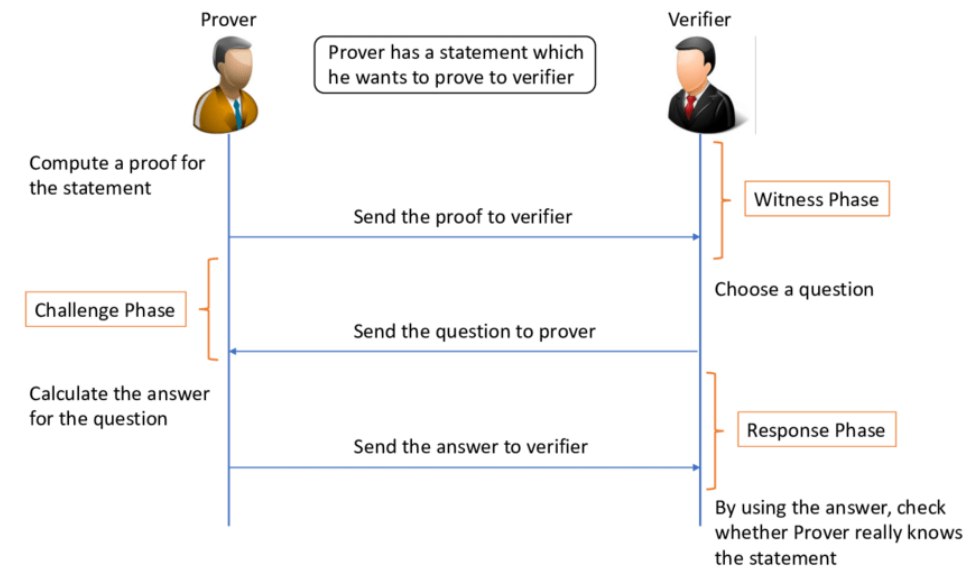 Prover
Verifier
Prover has a statement which
he wants to prove to verifier
Compute a proof for
the statement
Witness Phase
Send the proof to verifier
Choose a question
Challenge Phase
Send the question to prover
Calculate the answer
for the question
Response Phase
Send the answer to verifier
By using the answer, check
whether Prover really knows
the statement